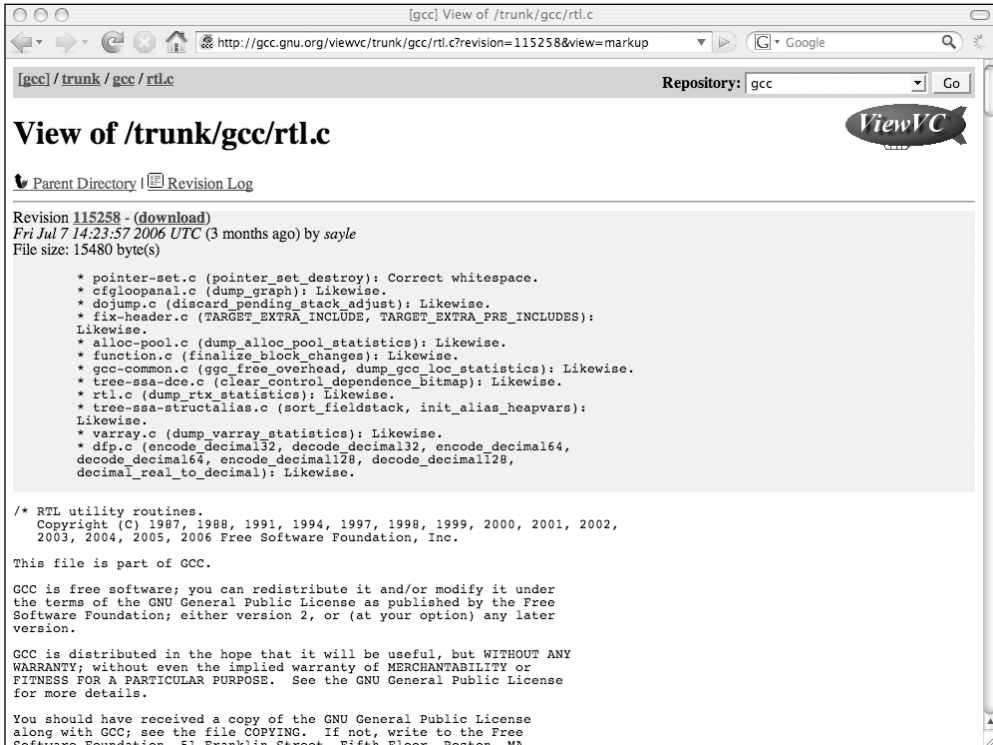 [gcc] View of /trunk/gcc/rtl.c
http://gcc.gnu.org/viewvc/trunk/gcc/rtl.c?revision=115258&view=markup
G Google
[gcc] / trunk / gcc / rtl.c
Repository: gcc Go
View of /trunk/gcc/rtl.c
ViewVC
Parent Directory | Revision Log
Revision 115258 - (download)
Fri Jul 7 14:23:57 2006 UTC (3 months ago) by sayle
File size: 15480 byte(s)
* pointer-set.c (pointer_set_destroy): Correct whitespace.
* cfgloopanal.c (dump_graph): Likewise.
* dojump.c (discard_pending_stack_adjust): Likewise.
* fix-header.c (TARGET_EXTRA_INCLUDE, TARGET_EXTRA_PRE_INCLUDES):
Likewise.
* alloc-pool.c (dump_alloc_pool_statistics): Likewise.
* function.c (finalize_block_changes): Likewise.
* gcc-common.c (ggc_free_overhead, dump_gcc_loc_statistics): Likewise.
* tree-ssa-dce.c (clear_control_dependence_bitmap): Likewise.
* rtl.c (dump_rtx_statistics): Likewise.
* tree-ssa-structalias.c (sort_fieldstack, init_alias_heapvars):
Likewise.
* varray.c (dump_varray_statistics): Likewise.
* dfp.c (encode_decimal32, decode_decimal32, encode_decimal64,
decode_decimal64, encode_decimal128, decode_decimal128,
decimal_real_to_decimal): Likewise.
/* RTL utility routines.
Copyright (C) 1987, 1988, 1991, 1994, 1997, 1998, 1999, 2000, 2001, 2002,
2003, 2004, 2005, 2006 Free Software Foundation, Inc.
This file is part of GCC.
GCC is free software; you can redistribute it and/or modify it under
the terms of the GNU General Public License as published by the Free
Software Foundation; either version 2, or (at your option) any later
version.
GCC is distributed in the hope that it will be useful, but WITHOUT ANY
WARRANTY; without even the implied warranty of MERCHANTABILITY or
FITNESS FOR A PARTICULAR PURPOSE.  See the GNU General Public License
for more details.
You should have received a copy of the GNU General Public License
along with GCC; see the file COPYING.  If not, write to the Free
Software Foundation, 51 Franklin Street, Fifth Floor, Boston, MA